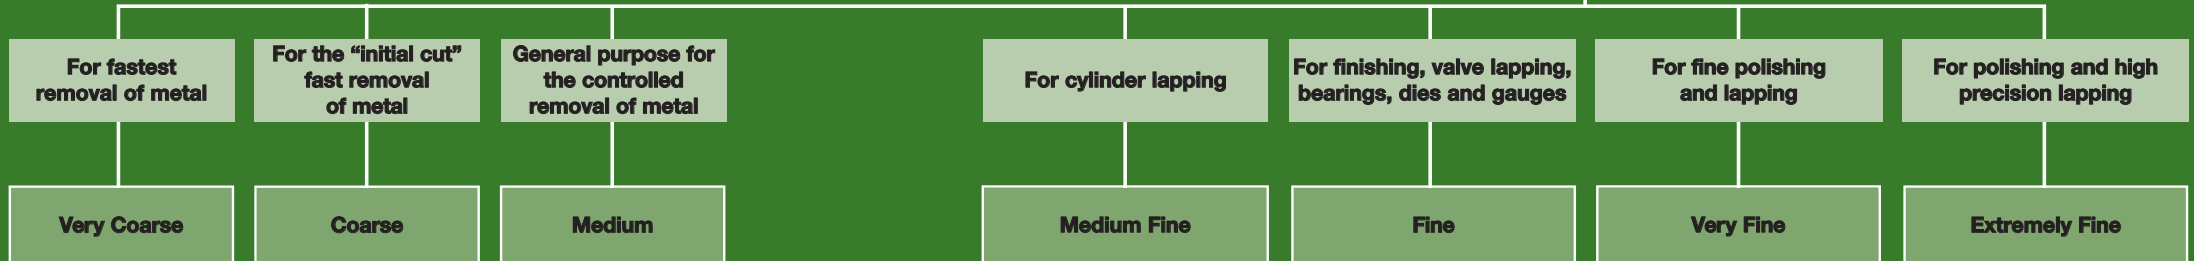 For fastest
removal of metal
For the “initial cut”
fast removal
of metal
General purpose for
the controlled
removal of metal
For cylinder lapping
For finishing, valve lapping,
bearings, dies and gauges
For fine polishing
and lapping
For polishing and high
precision lapping
Very Coarse
Coarse
Medium
Medium Fine
Fine
Very Fine
Extremely Fine